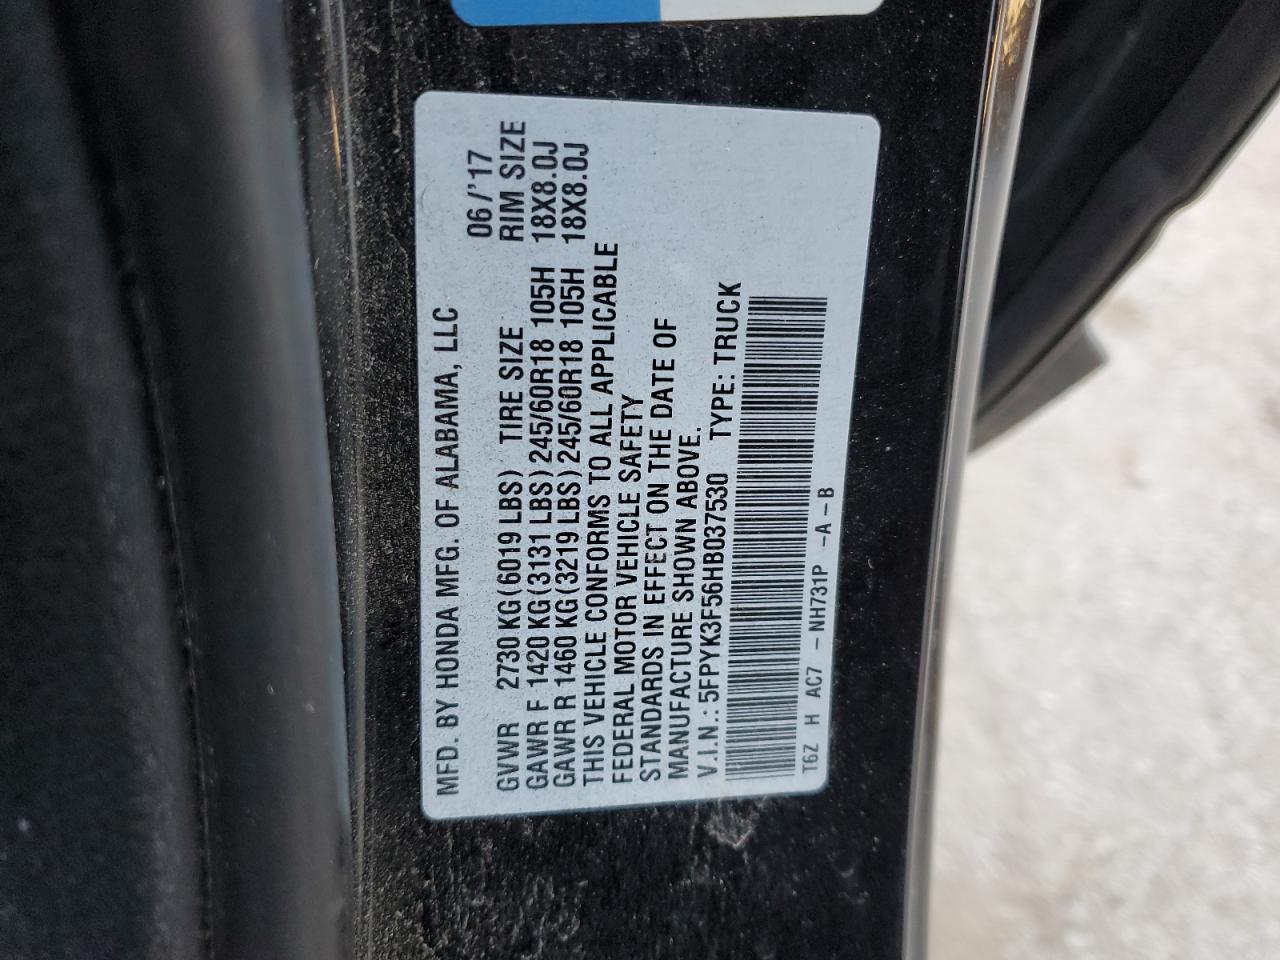 MFD. BY HONDA MFG. OF ALABAMA, LLC
06/'17
GVWR 2730 KG(6019 LBS) TIRE SIZE RIM SIZE
GAWR F 1420 KG(3131 LBS)245/60R18 105H 18X8.0J
GAWR R 1460 KG(3219 LBS)245/60R18 105H 18X8.0J
THIS VEHICLE CONFORMS TO ALL APPLICABLE
FEDERAL MOTOR VEHICLE SAFETY
STANDARDS IN EFFECT ON THE DATE OF
MANUFACTURE SHOWN ABOVE.
V.I.N.: 5FPYK3F56HB037530 TYPE: TRUCK
T6Z H AC7 - NH731P -A-B